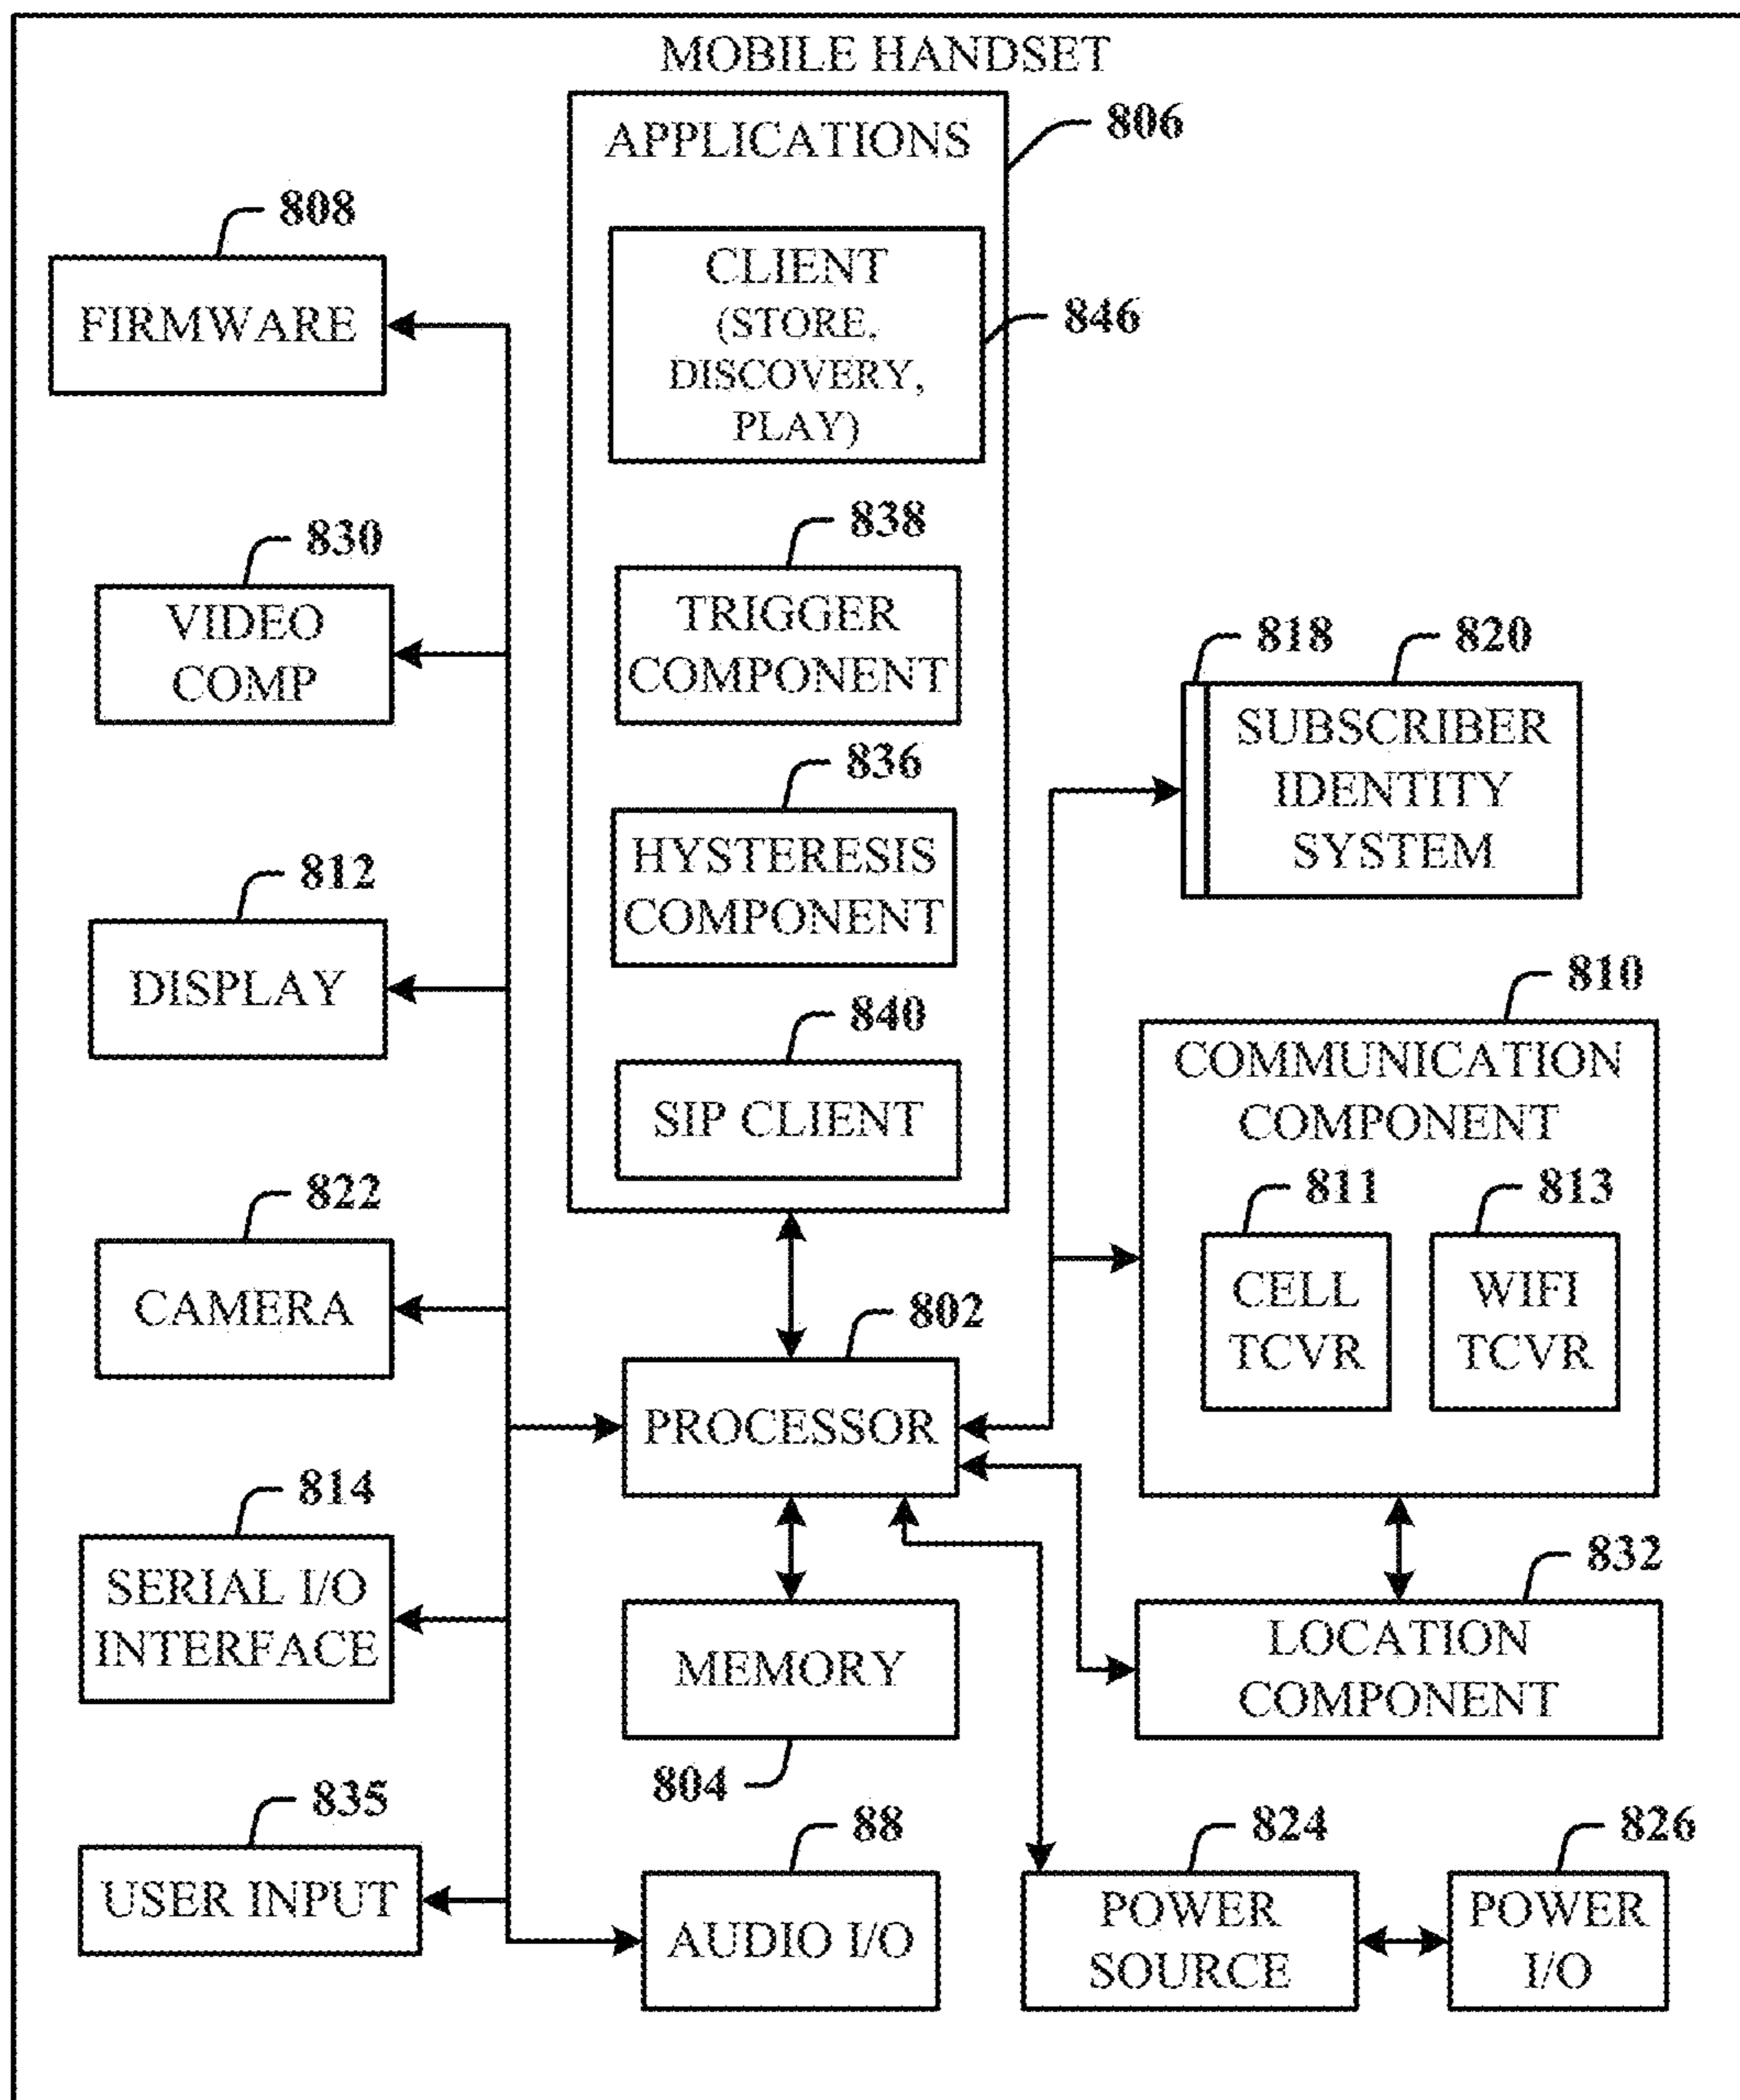 MOBILE HANDSET
APPLICATIONS
806
CLIENT
(STORE,
DISCOVERY,
PLAY)
846
838
TRIGGER
COMPONENT
836
HYSTERESIS
COMPONENT
840
SIP CLIENT
808
FIRMWARE
830
VIDEO
COMP
812
DISPLAY
822
CAMERA
814
SERIAL I/O
INTERFACE
835
USER INPUT
802
PROCESSOR
MEMORY
804
88
AUDIO I/O
818
820
SUBSCRIBER
IDENTITY
SYSTEM
810
COMMUNICATION
COMPONENT
811
CELL
TCVR
813
WIFI
TCVR
832
LOCATION
COMPONENT
824
POWER
SOURCE
826
POWER
I/O